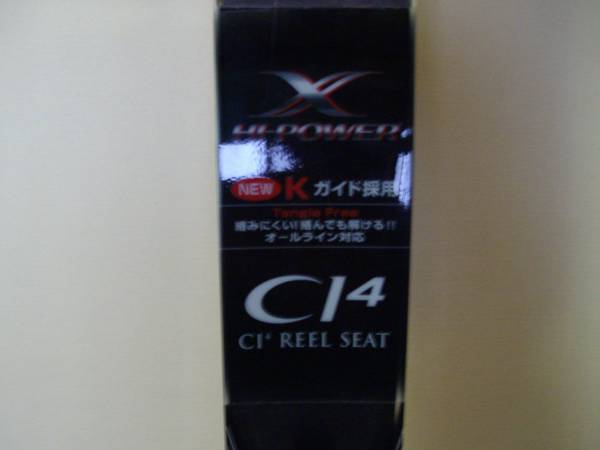 X
HI-POWER
NEW Kガイド採用
Tangle Free
絡みにくい!絡んでも解ける!!
オールライン対応
CI4
CI4 REEL SEAT